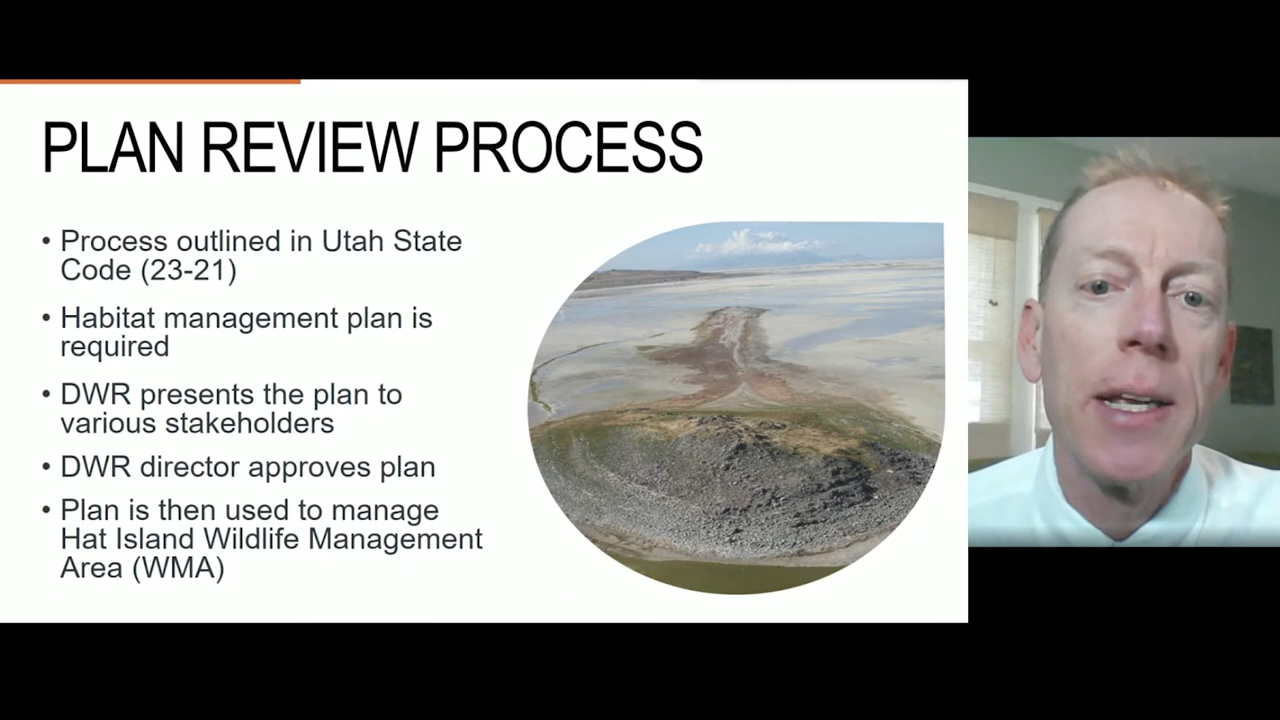 PLAN REVIEW PROCESS
• Process outlined in Utah State
Code (23-21)
• Habitat management plan is
required
• DWR presents the plan to
various stakeholders
• DWR director approves plan
• Plan is then used to manage
Hat Island Wildlife Management
Area (WMA)